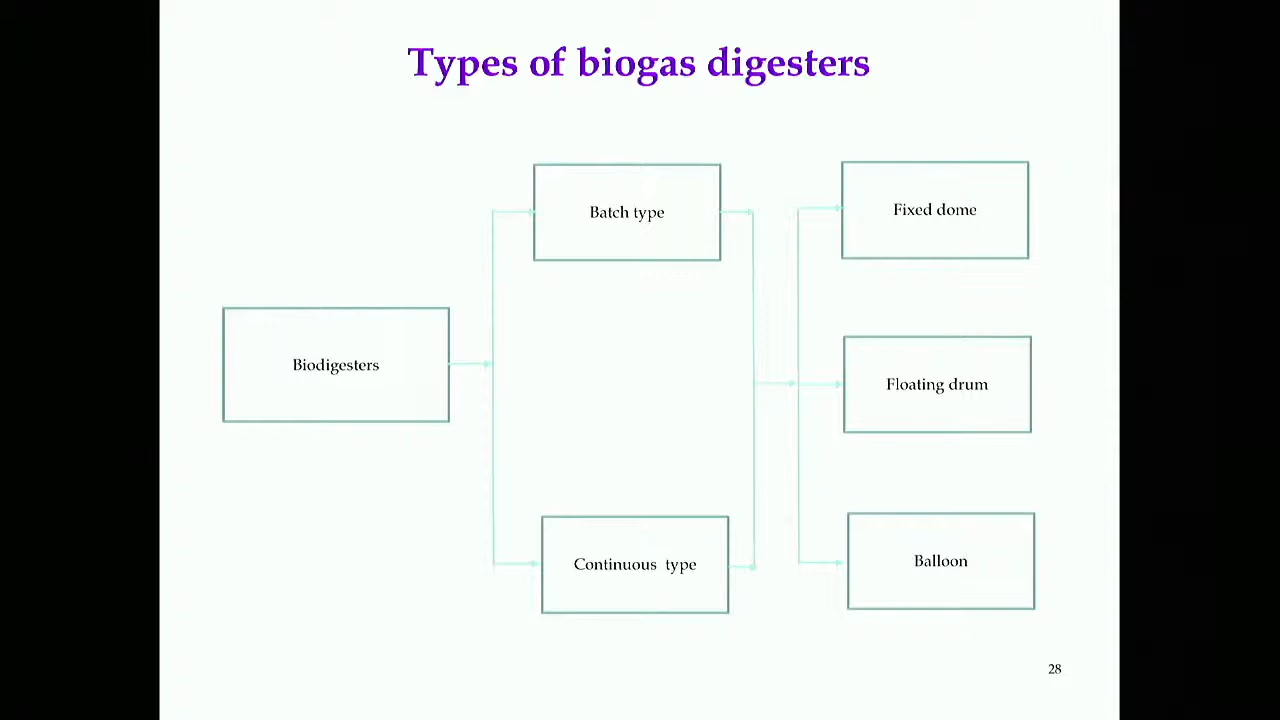 Types of biogas digesters
Batch type
Fixed dome
Biodigesters
Floating drum
Continuous type
Balloon
28